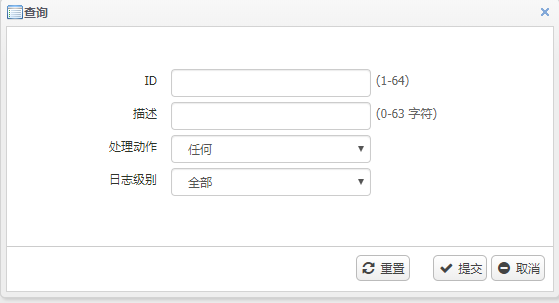 查询
ID (1-64)
描述 (0-63 字符)
处理动作 任何
日志级别 全部
重置 提交 取消